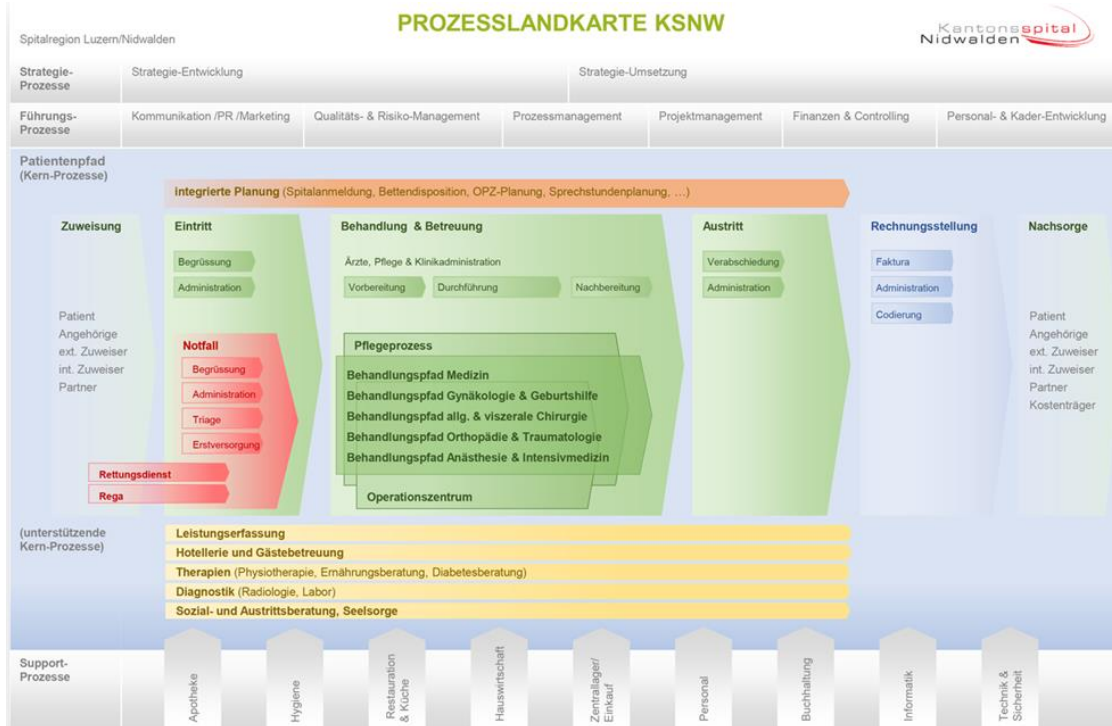 PROZESSLANDKARTE KSNW
Spitalregion Luzern/Nidwalden
Kantonsspital
Nidwalden
Strategie-
Prozesse
Strategie-Entwicklung
Strategie-Umsetzung
Führungs-
Prozesse
Kommunikation /PR /Marketing
Qualitäts- & Risiko-Management
Prozessmanagement
Projektmanagement
Finanzen & Controlling
Personal- & Kader-Entwicklung
Patientenpfad
(Kern-Prozesse)
integrierte Planung (Spitalanmeldung, Bettendisposition, OPZ-Planung, Sprechstundenplanung, …)
Zuweisung
Patient
Angehörige
ext. Zuweiser
int. Zuweiser
Partner
Eintritt
Begrüssung
Administration
Notfall
Begrüssung
Administration
Triage
Erstversorgung
Rettungsdienst
Rega
Behandlung & Betreuung
Ärzte, Pflege & Klinikadministration
Vorbereitung
Durchführung
Nachbereitung
Pflegeprozess
Behandlungspfad Medizin
Behandlungspfad Gynäkologie & Geburtshilfe
Behandlungspfad allg. & viszerale Chirurgie
Behandlungspfad Orthopädie & Traumatologie
Behandlungspfad Anästhesie & Intensivmedizin
Operationszentrum
Austritt
Verabschiedung
Administration
Rechnungsstellung
Faktura
Administration
Codierung
Nachsorge
Patient
Angehörige
ext. Zuweiser
int. Zuweiser
Partner
Kostenträger
(unterstützende
Kern-Prozesse)
Leistungserfassung
Hotellerie und Gästebetreuung
Therapien (Physiotherapie, Ernährungsberatung, Diabetesberatung)
Diagnostik (Radiologie, Labor)
Sozial- und Austrittsberatung, Seelsorge
Support-
Prozesse
Apotheke
Hygiene
Restauration
& Küche
Hauswirtschaft
Zentrallager/
Einkauf
Personal
Buchhaltung
Informatik
Technik &
Sicherheit